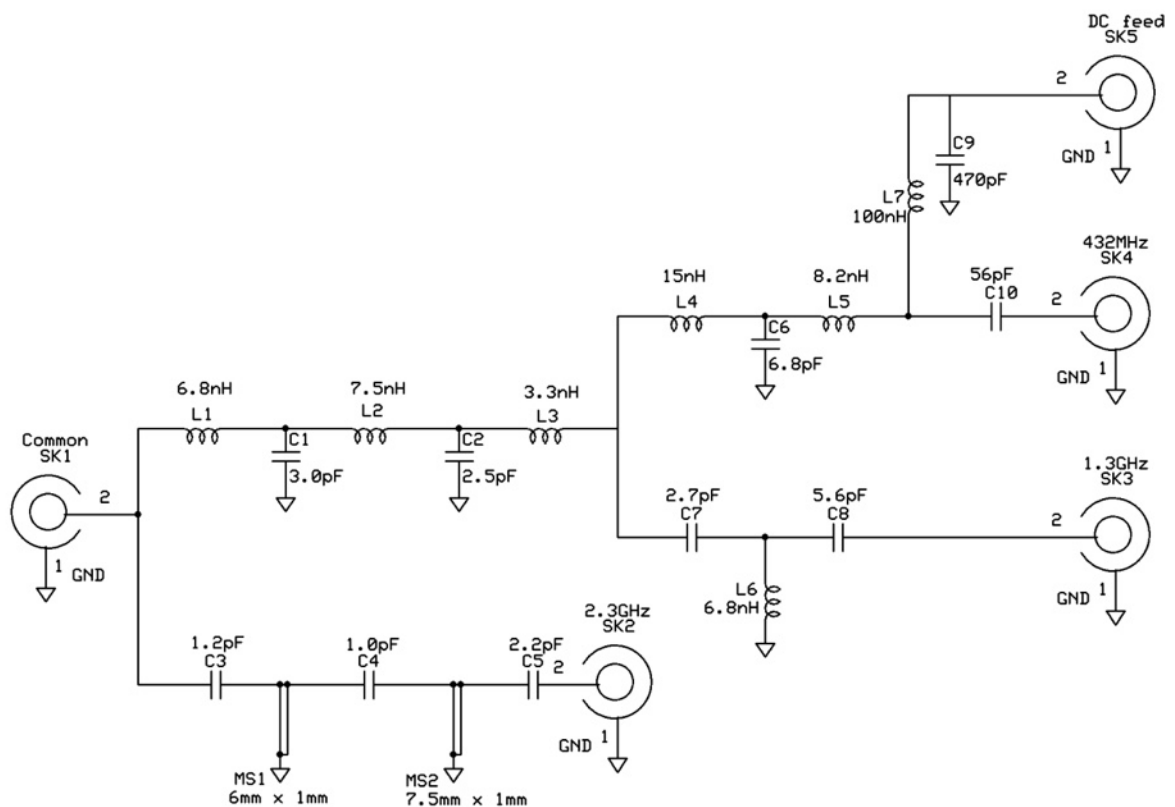 DC feed
SK5
2
C9
470pF
1
GND
L7
100nH
432MHz
SK4
15nH
L4
8.2nH
L5
56pF
C10
2
C6
6.8pF
1
GND
6.8nH
L1
7.5nH
L2
3.3nH
L3
C1
3.0pF
C2
2.5pF
Common
SK1
2
1
GND
1.3GHz
SK3
2.7pF
C7
5.6pF
C8
2
L6
6.8nH
1
GND
2.3GHz
SK2
1.2pF
C3
1.0pF
C4
2.2pF
C5
2
1
GND
MS1
6mm x 1mm
MS2
7.5mm x 1mm